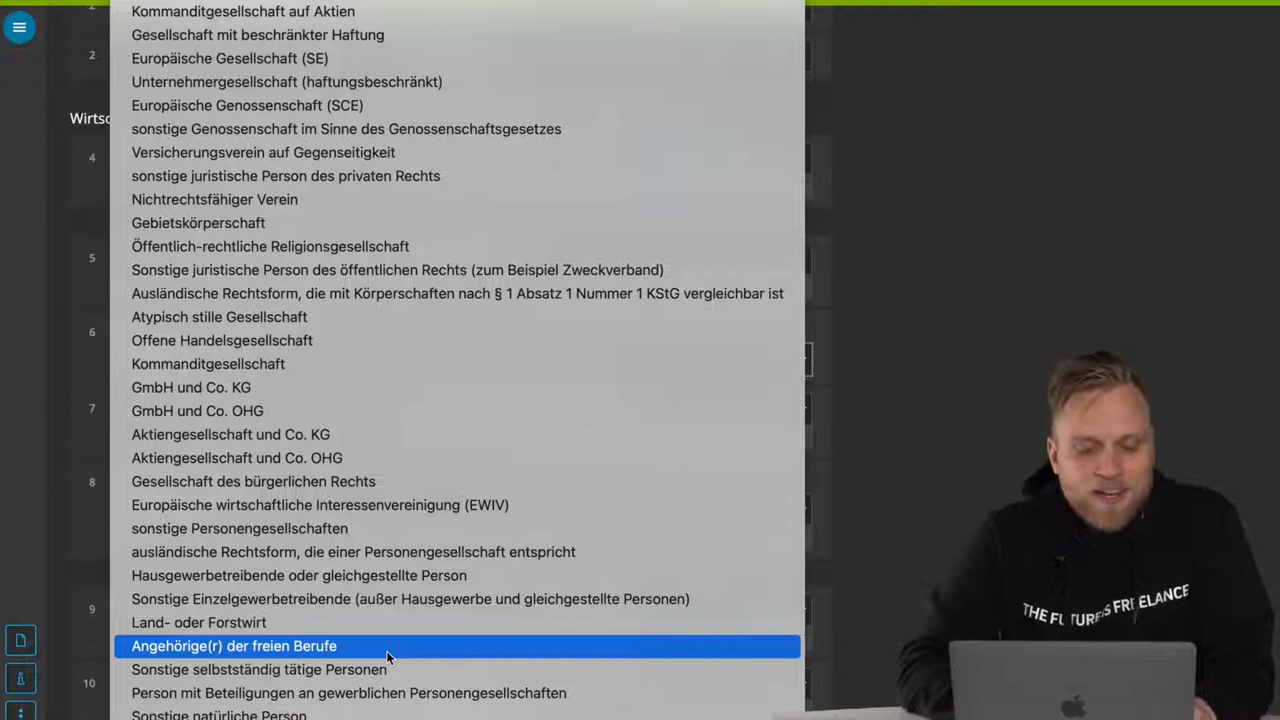 Kommanditgesellschaft auf Aktien
Gesellschaft mit beschränkter Haftung
2
Europäische Gesellschaft (SE)
Unternehmergesellschaft (haftungsbeschränkt)
Europäische Genossenschaft (SCE)
Wirtsc
sonstige Genossenschaft im Sinne des Genossenschaftsgesetzes
4
Versicherungsverein auf Gegenseitigkeit
sonstige juristische Person des privaten Rechts
Nichtrechtsfähiger Verein
Gebietskörperschaft
5
Öffentlich-rechtliche Religionsgesellschaft
Sonstige juristische Person des öffentlichen Rechts (zum Beispiel Zweckverband)
Ausländische Rechtsform, die mit Körperschaften nach § 1 Absatz 1 Nummer 1 KStG vergleichbar ist
Atypisch stille Gesellschaft
6
Offene Handelsgesellschaft
Kommanditgesellschaft
GmbH und Co. KG
7
GmbH und Co. OHG
Aktiengesellschaft und Co. KG
Aktiengesellschaft und Co. OHG
8
Gesellschaft des bürgerlichen Rechts
Europäische wirtschaftliche Interessenvereinigung (EWIV)
sonstige Personengesellschaften
ausländische Rechtsform, die einer Personengesellschaft entspricht
Hausgewerbetreibende oder gleichgestellte Person
9
Sonstige Einzelgewerbetreibende (außer Hausgewerbe und gleichgestellte Personen)
Land- oder Forstwirt
Angehörige(r) der freien Berufe
Sonstige selbstständig tätige Personen
10
Person mit Beteiligungen an gewerblichen Personengesellschaften
Sonstige natürliche Person
THE FUTURE IS FREELANCE